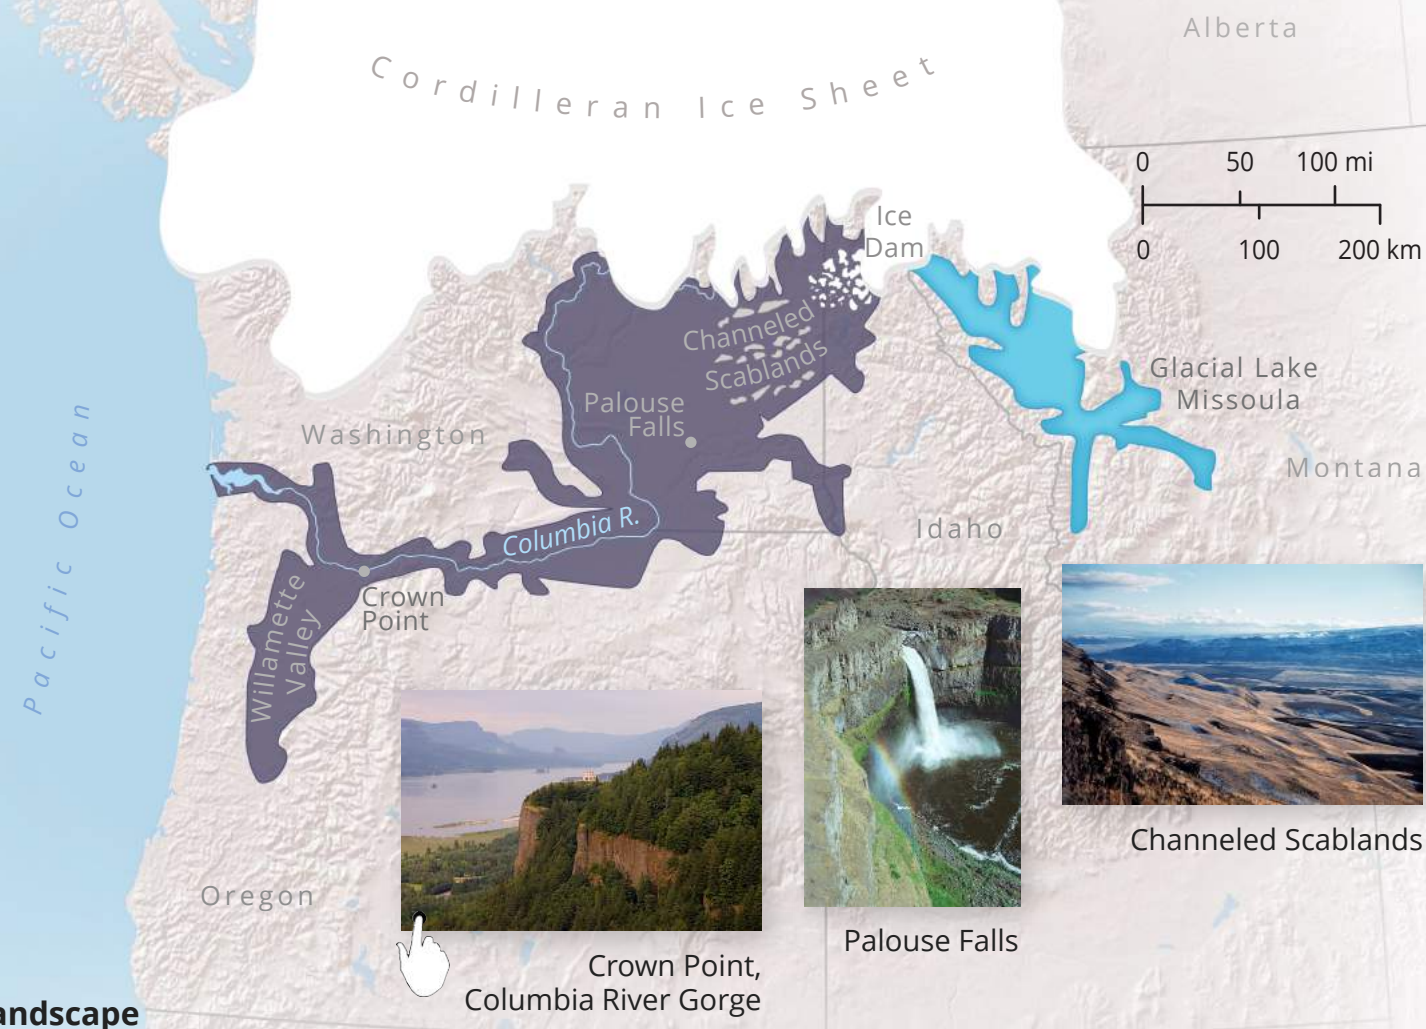 Alberta
Cordilleran Ice Sheet
0 50 100 mi
0 100 200 km
Ice
Dam
Channeled
Scablands
Glacial Lake
Missoula
Palouse
Falls
Washington
Montana
Pacific Ocean
Columbia R.
Idaho
Crown
Point
Willamette
Valley
Oregon
Channeled Scablands
Palouse Falls
Crown Point,
Columbia River Gorge
andscape